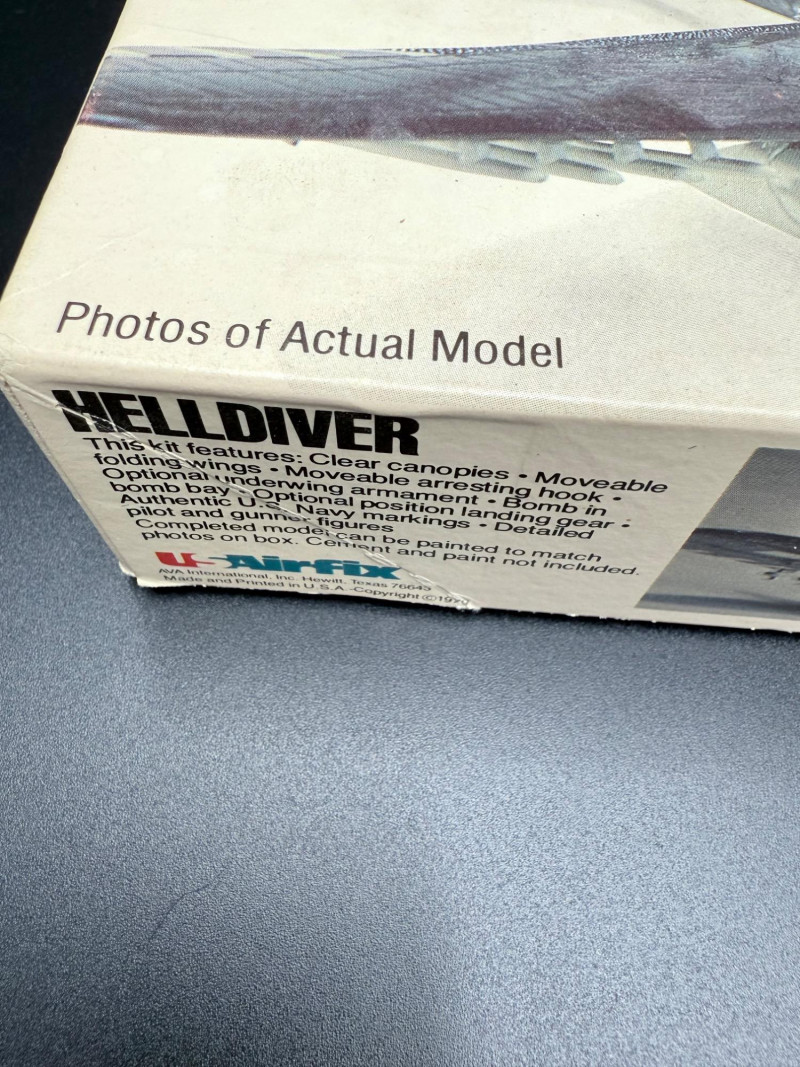 Photos of Actual Model
HELLDIVER
This kit features: Clear canopies • Moveable
folding wings • Moveable arresting hook •
Optional underwing armament • Bomb in
bomb bay • Optional position landing gear •
Authentic U.S. Navy markings • Detailed
pilot and gunner figures
Completed model can be painted to match
photos on box. Cement and paint not included.
US Airfix
AVA International, Inc. Hewitt, Texas 76643
Made and Printed in U.S.A.-Copyright ©